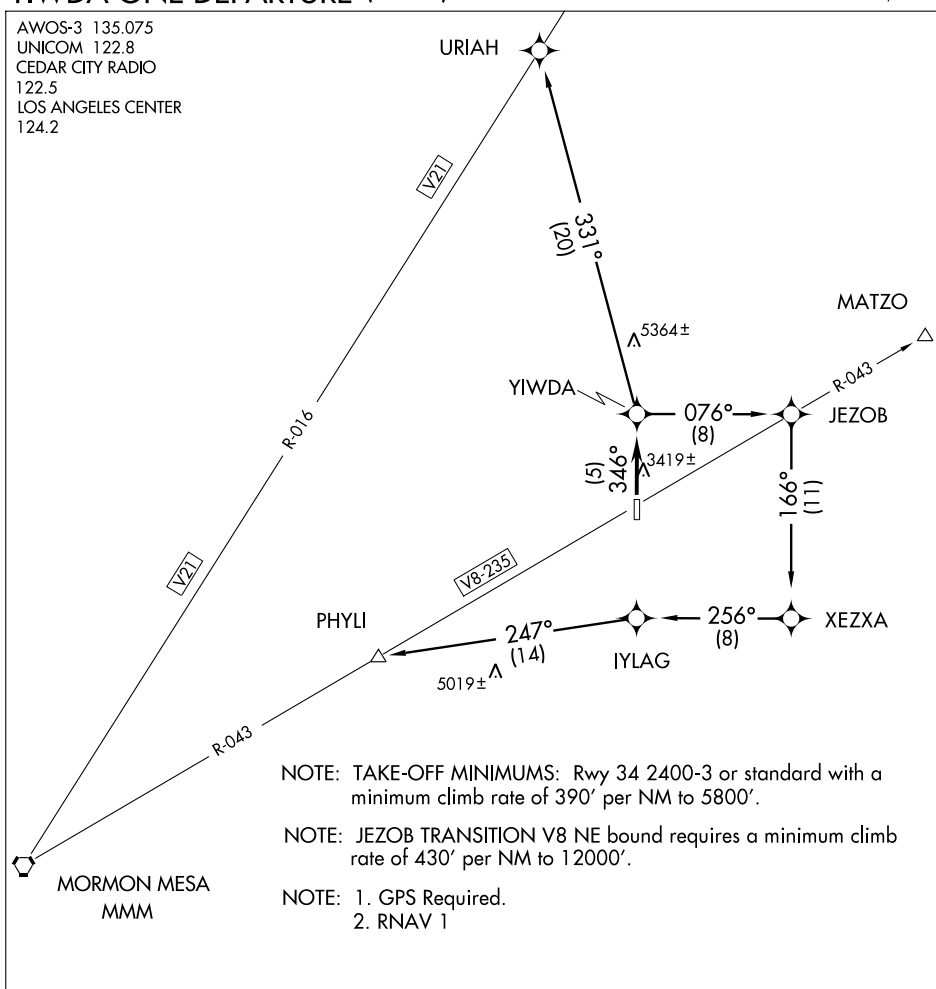 YIWDA ONE DEPARTURE
AWOS-3 135.075
UNICOM 122.8
CEDAR CITY RADIO
122.5
LOS ANGELES CENTER
124.2
URIAH
V21
331°
(20)
MATZO
5364±
R-043
YIWDA
076°
(8)
JEZOB
R-016
346°
(5)
3419±
166°
(11)
V8-235
V21
PHYLI
247°
(14)
256°
(8)
XEZXA
IYLAG
5019±
R-043
NOTE: TAKE-OFF MINIMUMS: Rwy 34 2400-3 or standard with a
minimum climb rate of 390' per NM to 5800'.
NOTE: JEZOB TRANSITION V8 NE bound requires a minimum climb
rate of 430' per NM to 12000'.
MORMON MESA
MMM
NOTE: 1. GPS Required.
2. RNAV 1